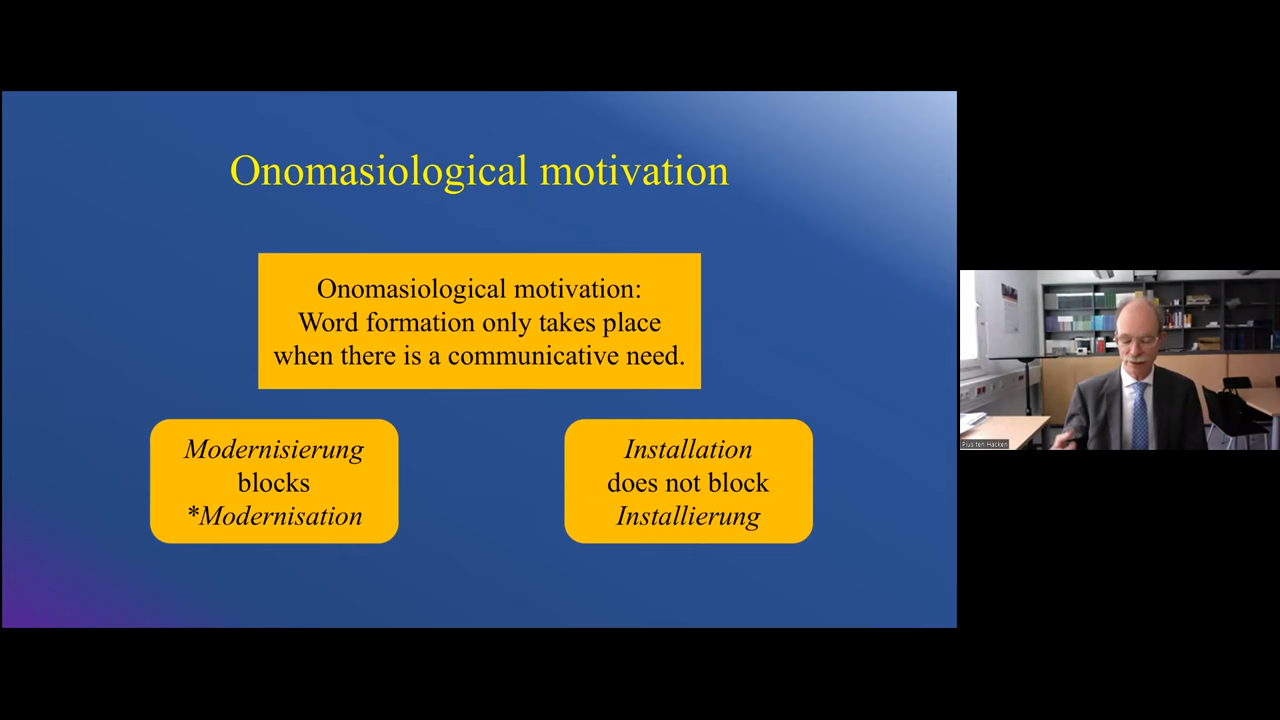 Onomasiological motivation
Onomasiological motivation:
Word formation only takes place
when there is a communicative need.
Modernisierung
blocks
*Modernisation
Installation
does not block
Installierung
Pius ten Hacken